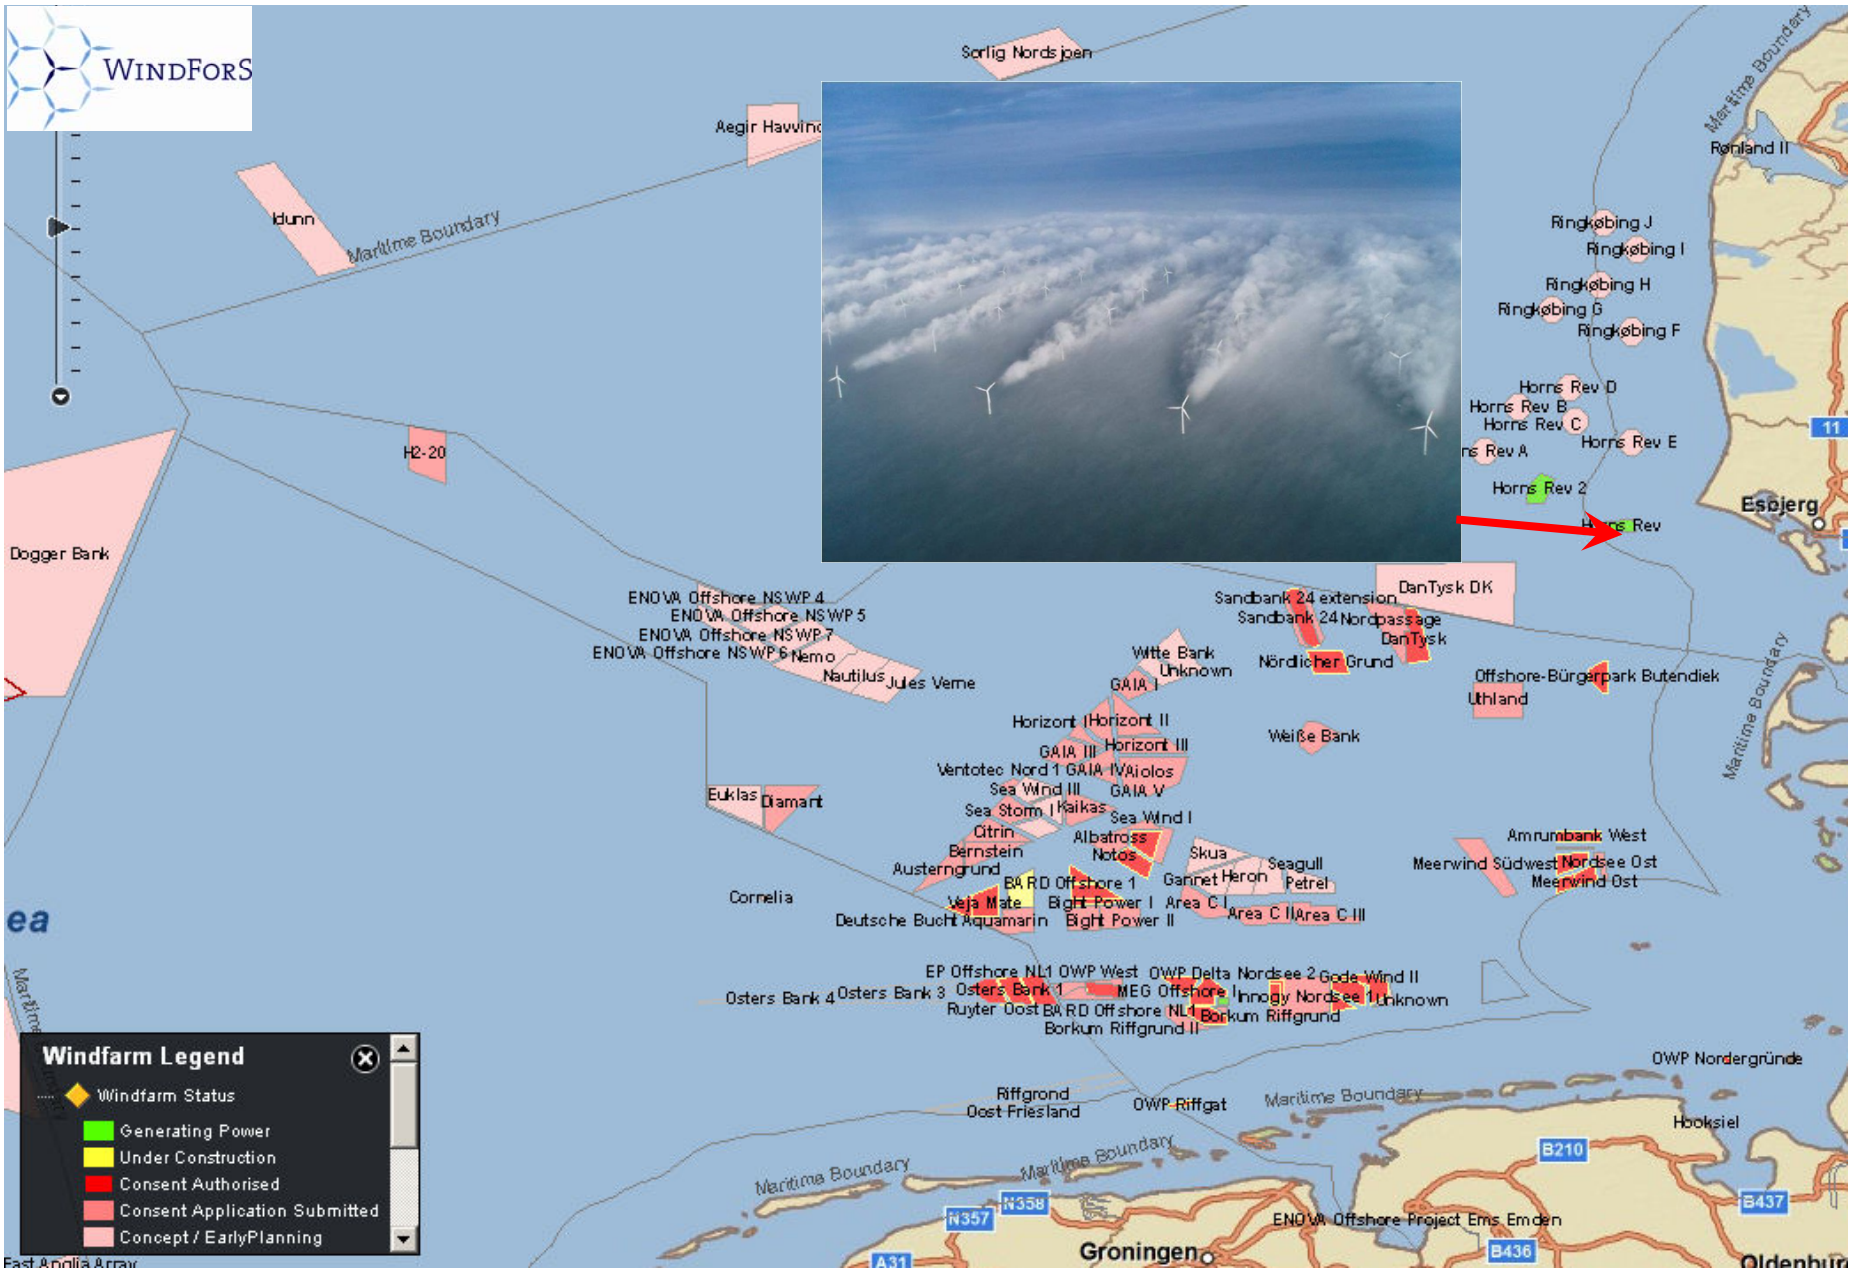 WINDFORS
Sorlig Nordsjoen
Aegir Havvind
Idunn
Maritime Boundary
Maritime Boundary
Rønland II
Ringkøbing J
Ringkøbing I
Ringkøbing H
Ringkøbing G
Ringkøbing F
Horns Rev D
Horns Rev B
Horns Rev C
Horns Rev E
ns Rev A
11
H2-20
Horns Rev 2
Horns Rev
Esbjerg
Dogger Bank
DanTysk DK
ENOVA Offshore NSWP 4
ENOVA Offshore NSWP 5
ENOVA Offshore NSWP 7
ENOVA Offshore NSWP 6
Nemo
Nautilus
Jules Verne
Sandbank 24 extension
Sandbank 24
Nordpassage
DanTysk
Nördlicher Grund
Witte Bank
Unknown
GAIA I
Offshore-Bürgerpark Butendiek
Uthland
Maritime Boundary
Horizont I
Horizont II
Weiße Bank
GAIA III
Horizont III
Ventotec Nord 1
GAIA IV
Aiolos
Sea Wind III
GAIA V
Euklas
Diamant
Sea Storm I
Kaikas
Sea Wind I
Citrin
Albatross
Amrumbank West
Bernstein
Notos
Skua
Seagull
Meerwind Südwest
Nordsee Ost
Austerngrund
BARD Offshore 1
Gannet
Heron
Petrel
Meerwind Ost
Cornelia
Veja Mate
Bight Power I
Area C I
Deutsche Bucht
Aquamarin
Bight Power II
Area C II
Area C III
ea
EP Offshore NL1
OWP West
OWP Delta Nordsee 2
Gode Wind II
Osters Bank 4
Osters Bank 3
Osters Bank 1
MEG Offshore I
Innogy Nordsee 1
Unknown
Ruyter Oost
BARD Offshore NL1
Borkum Riffgrund
Borkum Riffgrund II
Maritime
OWP Nordergründe
Riffgrond
Oost Friesland
OWP Riffgat
Maritime Boundary
Hooksiel
Maritime Boundary
Maritime Boundary
B210
N357
N358
B437
ENOVA Offshore Project Ems Emden
Groningen
A31
B436
Oldenbur
Windfarm Legend
Windfarm Status
Generating Power
Under Construction
Consent Authorised
Consent Application Submitted
Concept / EarlyPlanning
East Anglia Array